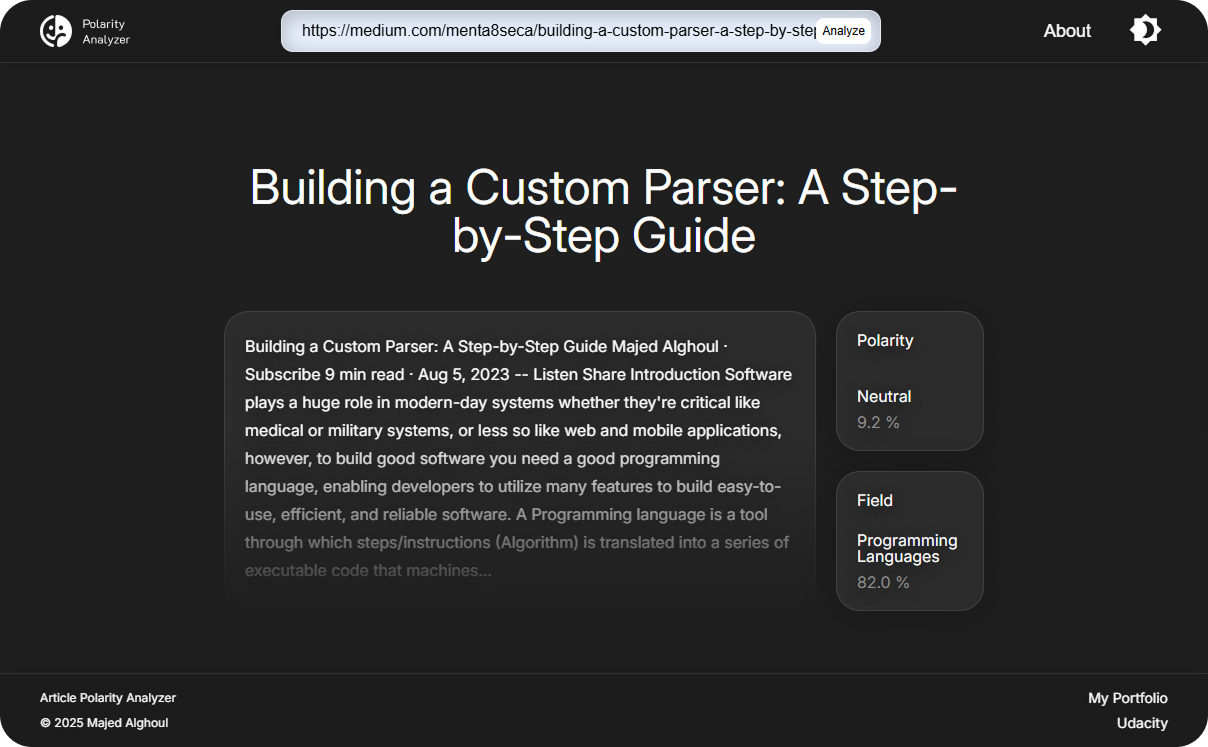 Polarity
Analyzer
https://medium.com/menta8seca/building-a-custom-parser-a-step-by-step
Analyze
About
Building a Custom Parser: A Step-
by-Step Guide
Building a Custom Parser: A Step-by-Step Guide Majed Alghoul ·
Subscribe 9 min read · Aug 5, 2023 -- Listen Share Introduction Software
plays a huge role in modern-day systems whether they're critical like
medical or military systems, or less so like web and mobile applications,
however, to build good software you need a good programming
language, enabling developers to utilize many features to build easy-to-
use, efficient, and reliable software. A Programming language is a tool
through which steps/instructions (Algorithm) is translated into a series of
executable code that machines...
Polarity
Neutral
9.2 %
Field
Programming
Languages
82.0 %
Article Polarity Analyzer
© 2025 Majed Alghoul
My Portfolio
Udacity